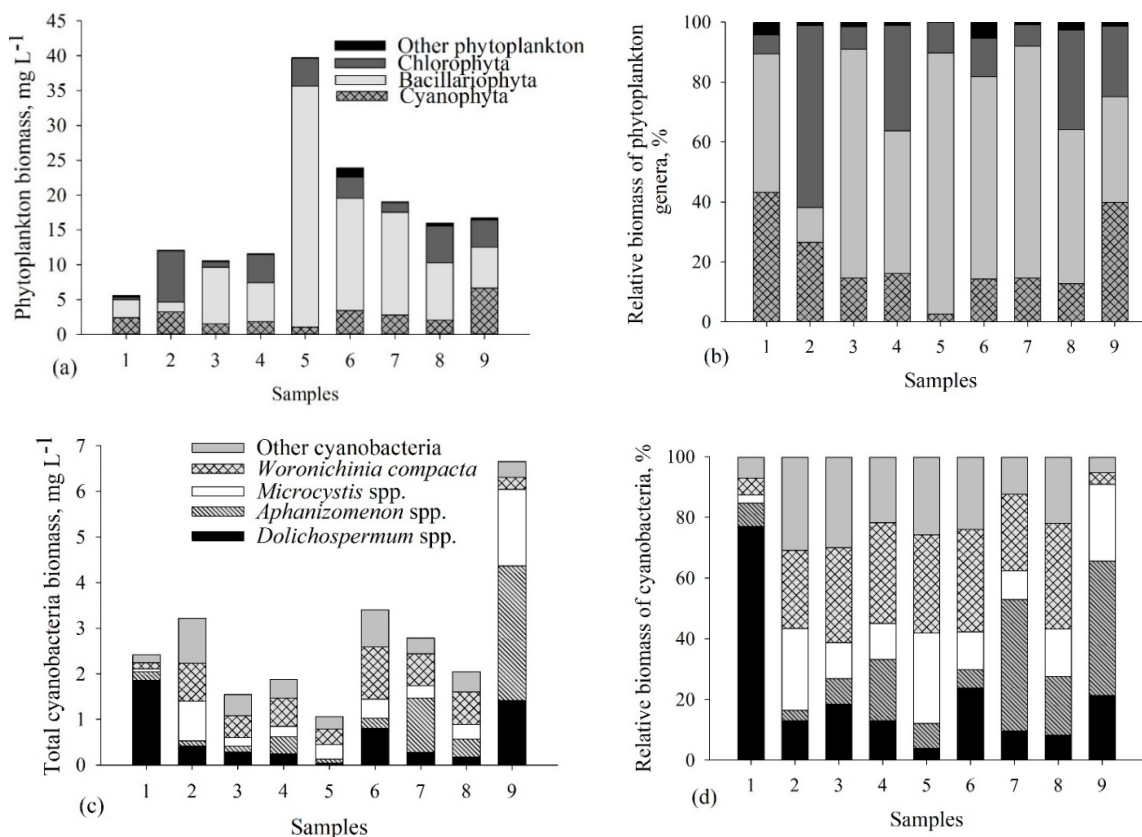 45
40
35
30
25
20
15
10
5
0
Phytoplankton biomass, mg L-1
Other phytoplankton
Chlorophyta
Bacillariophyta
Cyanophyta
1 2 3 4 5 6 7 8 9
(a)
Samples
100
80
60
40
20
0
Relative biomass of phytoplankton
genera, %
1 2 3 4 5 6 7 8 9
(b)
Samples
7
6
5
4
3
2
1
0
Total cyanobacteria biomass, mg L-1
Other cyanobacteria
Woronichinia compacta
Microcystis spp.
Aphanizomenon spp.
Dolichospermum spp.
1 2 3 4 5 6 7 8 9
(c)
Samples
100
80
60
40
20
0
Relative biomass of cyanobacteria, %
1 2 3 4 5 6 7 8 9
(d)
Samples